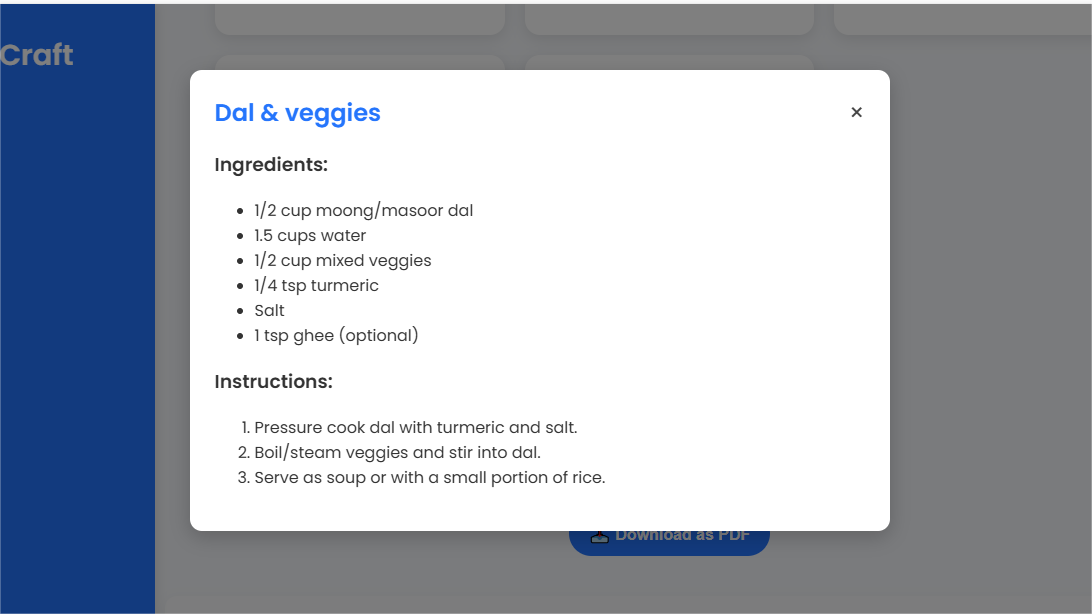 Craft
Dal & veggies
×
Ingredients:
• 1/2 cup moong/masoor dal
• 1.5 cups water
• 1/2 cup mixed veggies
• 1/4 tsp turmeric
• Salt
• 1 tsp ghee (optional)
Instructions:
1. Pressure cook dal with turmeric and salt.
2. Boil/steam veggies and stir into dal.
3. Serve as soup or with a small portion of rice.
Download as PDF